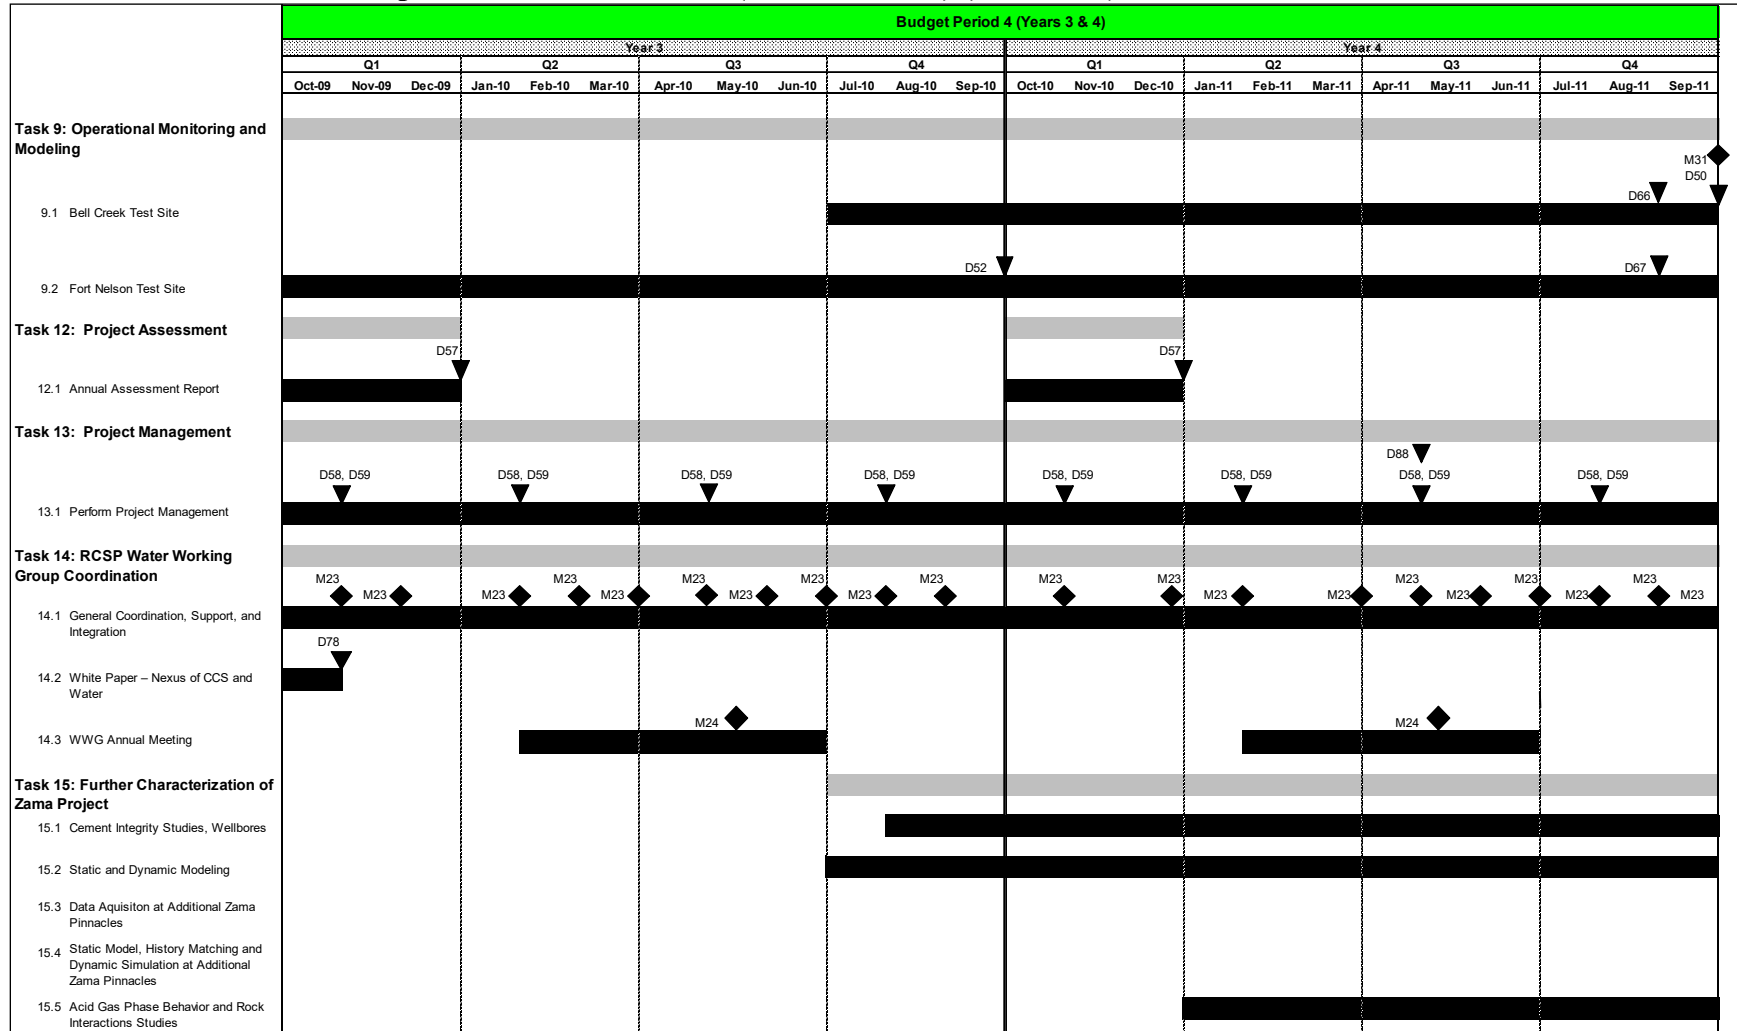 Budget Period 4 (Years 3 & 4)
Year 3 Year 4
Q1 Q2 Q3 Q4 Q1 Q2 Q3 Q4
Oct-09 Nov-09 Dec-09 Jan-10 Feb-10 Mar-10 Apr-10 May-10 Jun-10 Jul-10 Aug-10 Sep-10 Oct-10 Nov-10 Dec-10 Jan-11 Feb-11 Mar-11 Apr-11 May-11 Jun-11 Jul-11 Aug-11 Sep-11
Task 9: Operational Monitoring and
Modeling
M31
D50
D66
9.1 Bell Creek Test Site
D52 D67
9.2 Fort Nelson Test Site
Task 12: Project Assessment
D57 D57
12.1 Annual Assessment Report
Task 13: Project Management
D88
D58, D59 D58, D59 D58, D59 D58, D59 D58, D59 D58, D59 D58, D59 D58, D59
13.1 Perform Project Management
Task 14: RCSP Water Working
Group Coordination
M23 M23 M23 M23 M23 M23 M23 M23 M23 M23
M23 M23 M23 M23 M23 M23 M23 M23 M23 M23
14.1 General Coordination, Support, and
Integration
D78
14.2 White Paper – Nexus of CCS and
Water
M24 M24
14.3 WWG Annual Meeting
Task 15: Further Characterization of
Zama Project
15.1 Cement Integrity Studies, Wellbores
15.2 Static and Dynamic Modeling
15.3 Data Aquisiton at Additional Zama
Pinnacles
15.4 Static Model, History Matching and
Dynamic Simulation at Additional
Zama Pinnacles
15.5 Acid Gas Phase Behavior and Rock
Interactions Studies